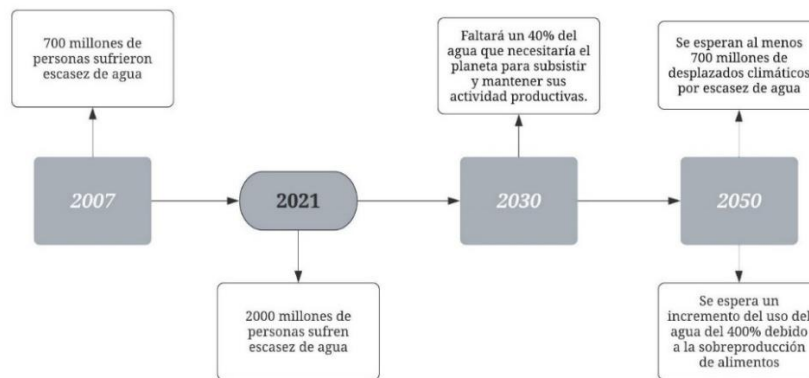 700 millones de
personas sufrieron
escasez de agua
Faltará un 40% del
agua que necesitaría el
planeta para subsistir
y mantener sus
actividad productivas.
Se esperan al menos
700 millones de
desplazados climáticos
por escasez de agua
2007
2021
2030
2050
2000 millones de
personas sufren
escasez de agua
Se espera un
incremento del uso del
agua del 400% debido
a la sobreproducción
de alimentos